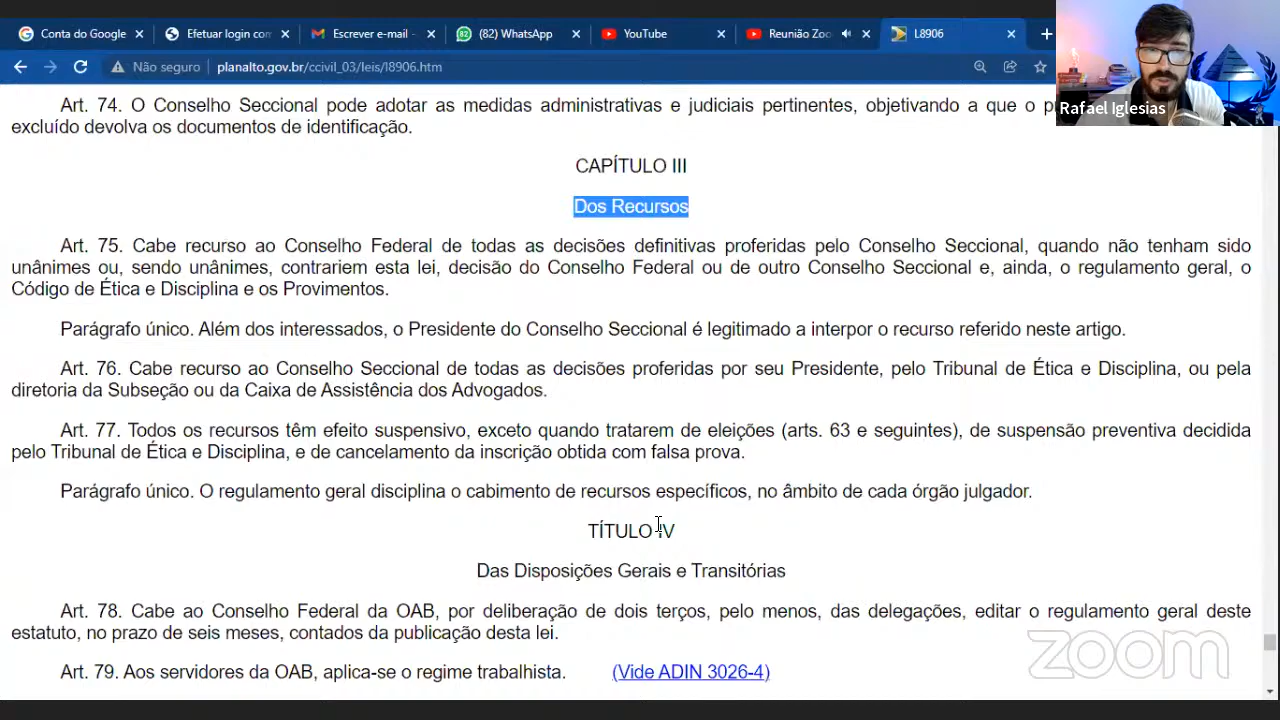 Conta do Google
Efetuar login con
Escrever e-mail -
(82) WhatsApp
YouTube
Reunião Zoo
L8906
Não seguro
planalto.gov.br/ccivil_03/leis/l8906.htm
Rafael Iglesias
Art. 74. O Conselho Seccional pode adotar as medidas administrativas e judiciais pertinentes, objetivando a que o p
excluído devolva os documentos de identificação.
CAPÍTULO III
Dos Recursos
Art. 75. Cabe recurso ao Conselho Federal de todas as decisões definitivas proferidas pelo Conselho Seccional, quando não tenham sido
unânimes ou, sendo unânimes, contrariem esta lei, decisão do Conselho Federal ou de outro Conselho Seccional e, ainda, o regulamento geral, o
Código de Ética e Disciplina e os Provimentos.
Parágrafo único. Além dos interessados, o Presidente do Conselho Seccional é legitimado a interpor o recurso referido neste artigo.
Art. 76. Cabe recurso ao Conselho Seccional de todas as decisões proferidas por seu Presidente, pelo Tribunal de Ética e Disciplina, ou pela
diretoria da Subseção ou da Caixa de Assistência dos Advogados.
Art. 77. Todos os recursos têm efeito suspensivo, exceto quando tratarem de eleições (arts. 63 e seguintes), de suspensão preventiva decidida
pelo Tribunal de Ética e Disciplina, e de cancelamento da inscrição obtida com falsa prova.
Parágrafo único. O regulamento geral disciplina o cabimento de recursos específicos, no âmbito de cada órgão julgador.
TÍTULO IV
Das Disposições Gerais e Transitórias
Art. 78. Cabe ao Conselho Federal da OAB, por deliberação de dois terços, pelo menos, das delegações, editar o regulamento geral deste
estatuto, no prazo de seis meses, contados da publicação desta lei.
Art. 79. Aos servidores da OAB, aplica-se o regime trabalhista. (Vide ADIN 3026-4)
zoom